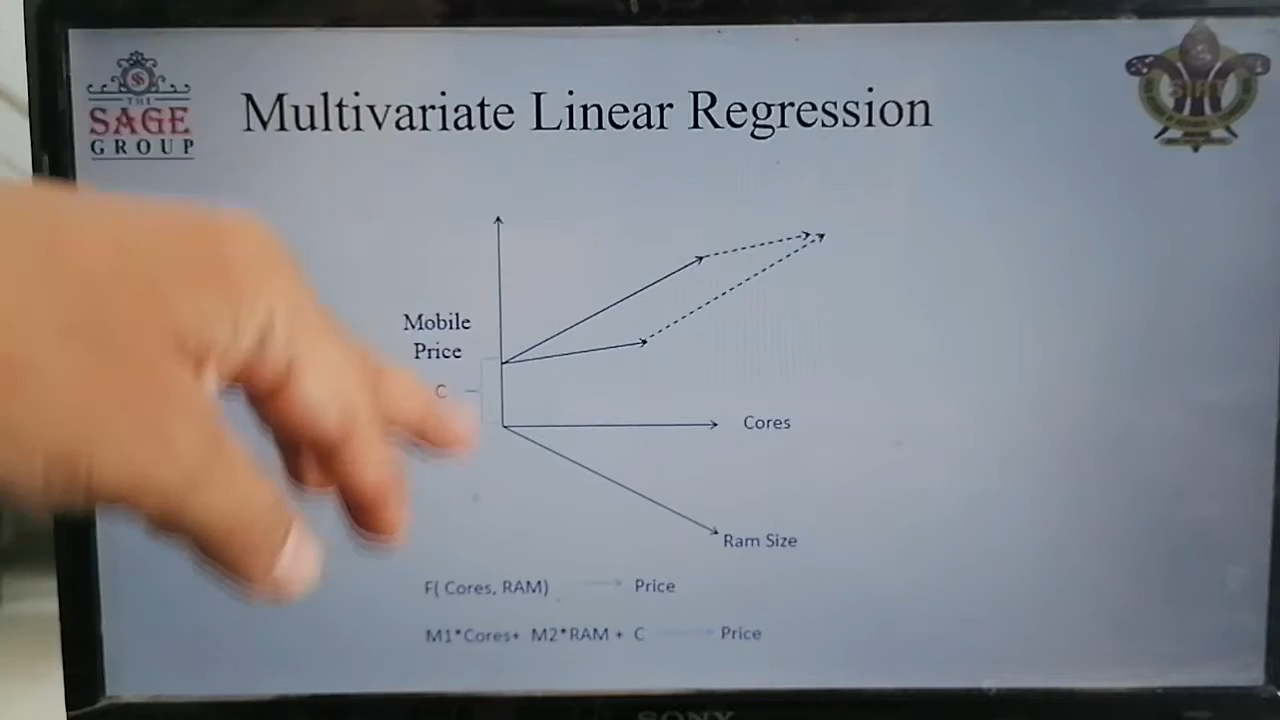 THE
SAGE
GROUP
Multivariate Linear Regression
Mobile
Price
C
Cores
Ram Size
F( Cores, RAM) → Price
M1*Cores+ M2*RAM + C → Price
SONY